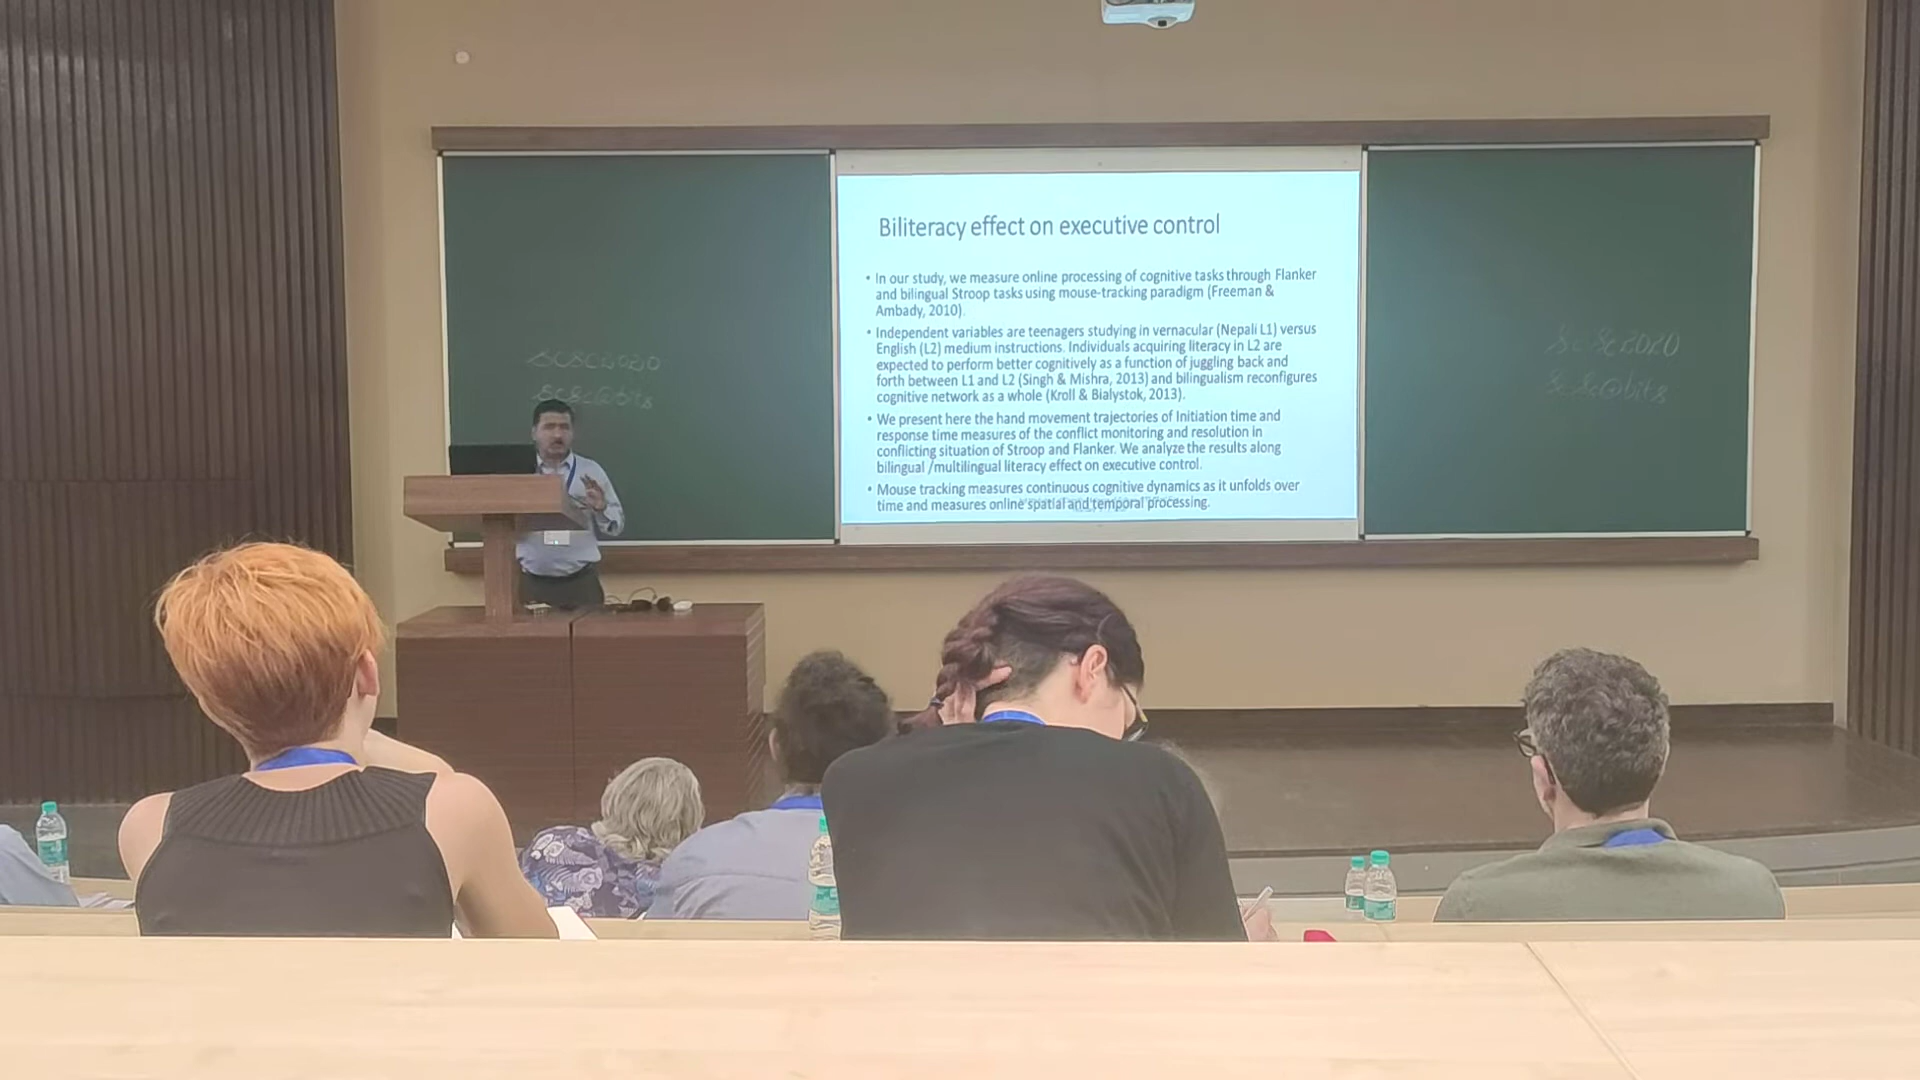 Biliteracy effect on executive control
• In our study, we measure online processing of cognitive tasks through Flanker
and bilingual Stroop tasks using mouse-tracking paradigm (Freeman &
Ambady, 2010).
• Independent variables are teenagers studying in vernacular (Nepali L1) versus
English (L2) medium instructions. Individuals acquiring literacy in L2 are
expected to perform better cognitively as a function of juggling back and
forth between L1 and L2 (Singh & Mishra, 2013) and bilingualism reconfigures
cognitive network as a whole (Kroll & Bialystok, 2013).
• We present here the hand movement trajectories of Initiation time and
response time measures of the conflict monitoring and resolution in
conflicting situation of Stroop and Flanker. We analyze the results along
bilingual /multilingual literacy effect on executive control.
• Mouse tracking measures continuous cognitive dynamics as it unfolds over
time and measures online spatial and temporal processing.